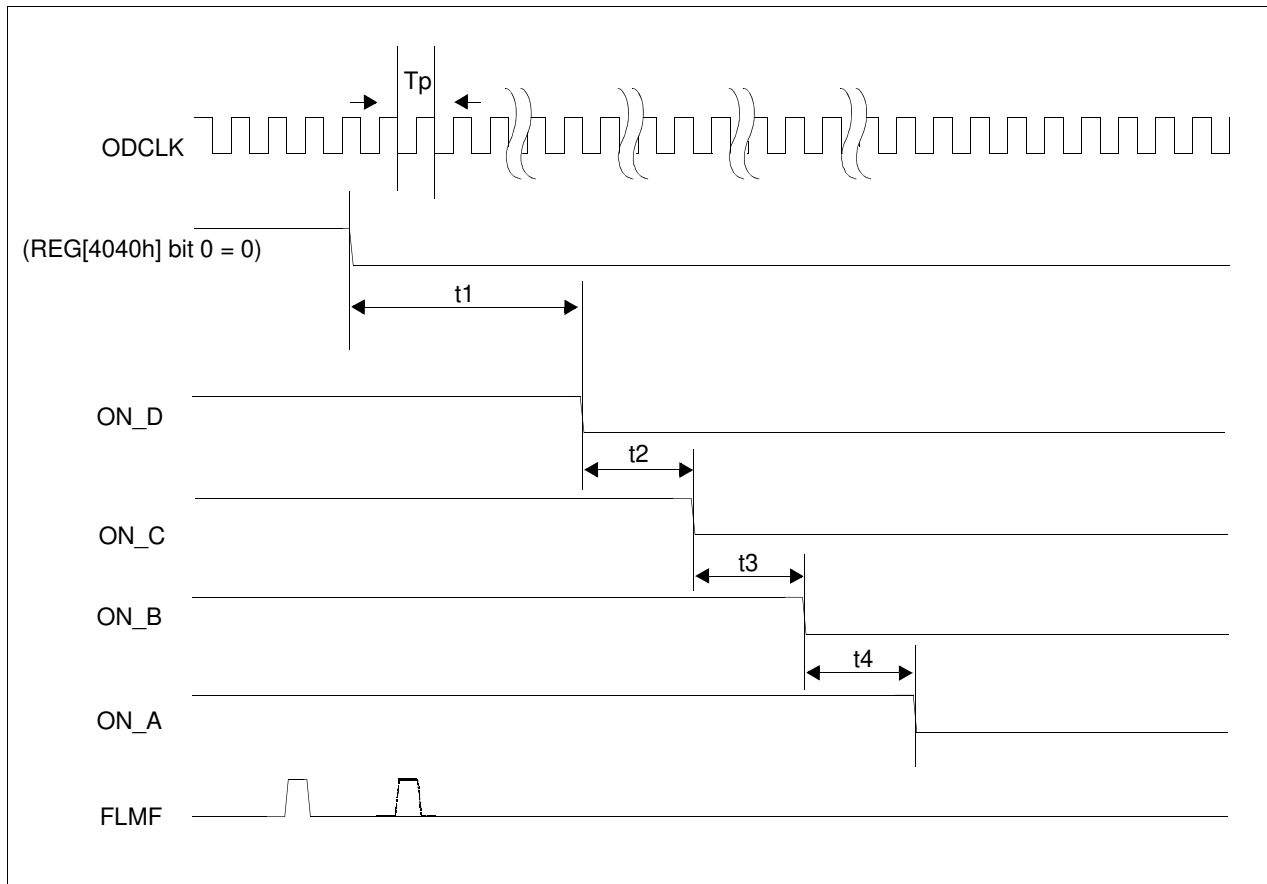 Tp
ODCLK
(REG[4040h] bit 0 = 0)
t1
ON_D
t2
ON_C
t3
ON_B
t4
ON_A
FLMF